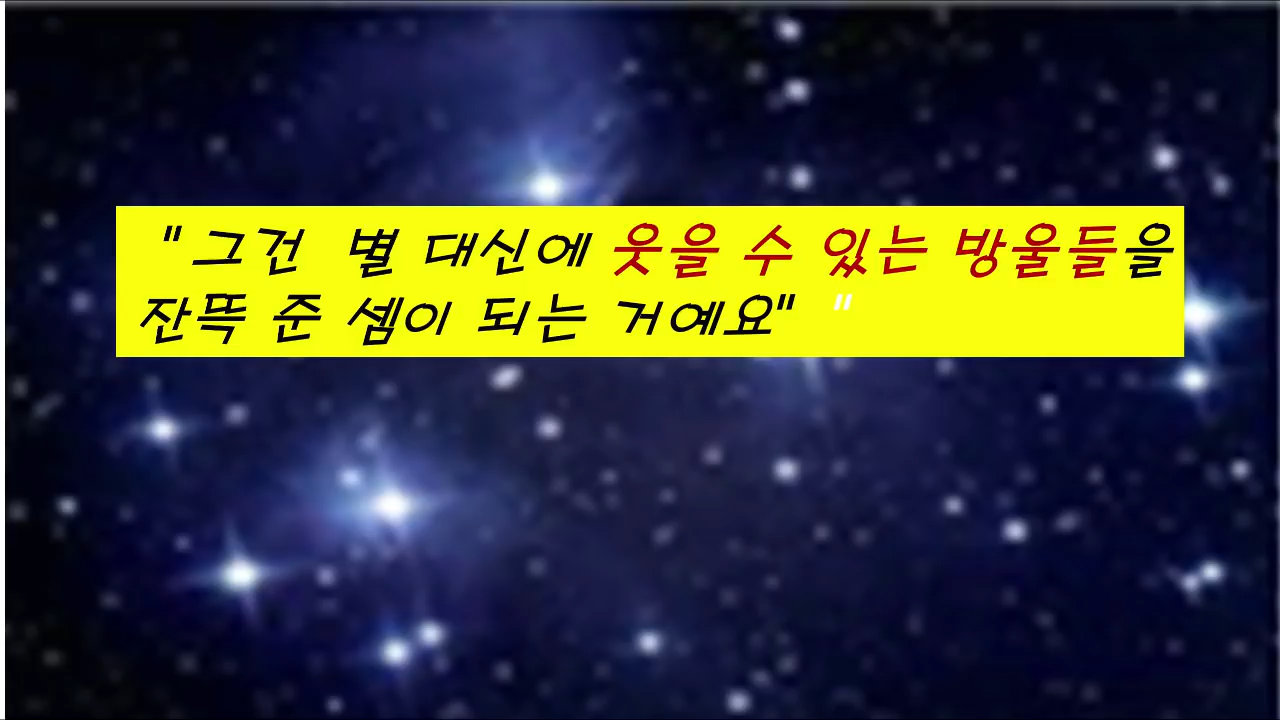 "그건 별 대신에 웃을 수 있는 방울들을
잔뜩 준 셈이 되는 거예요" "